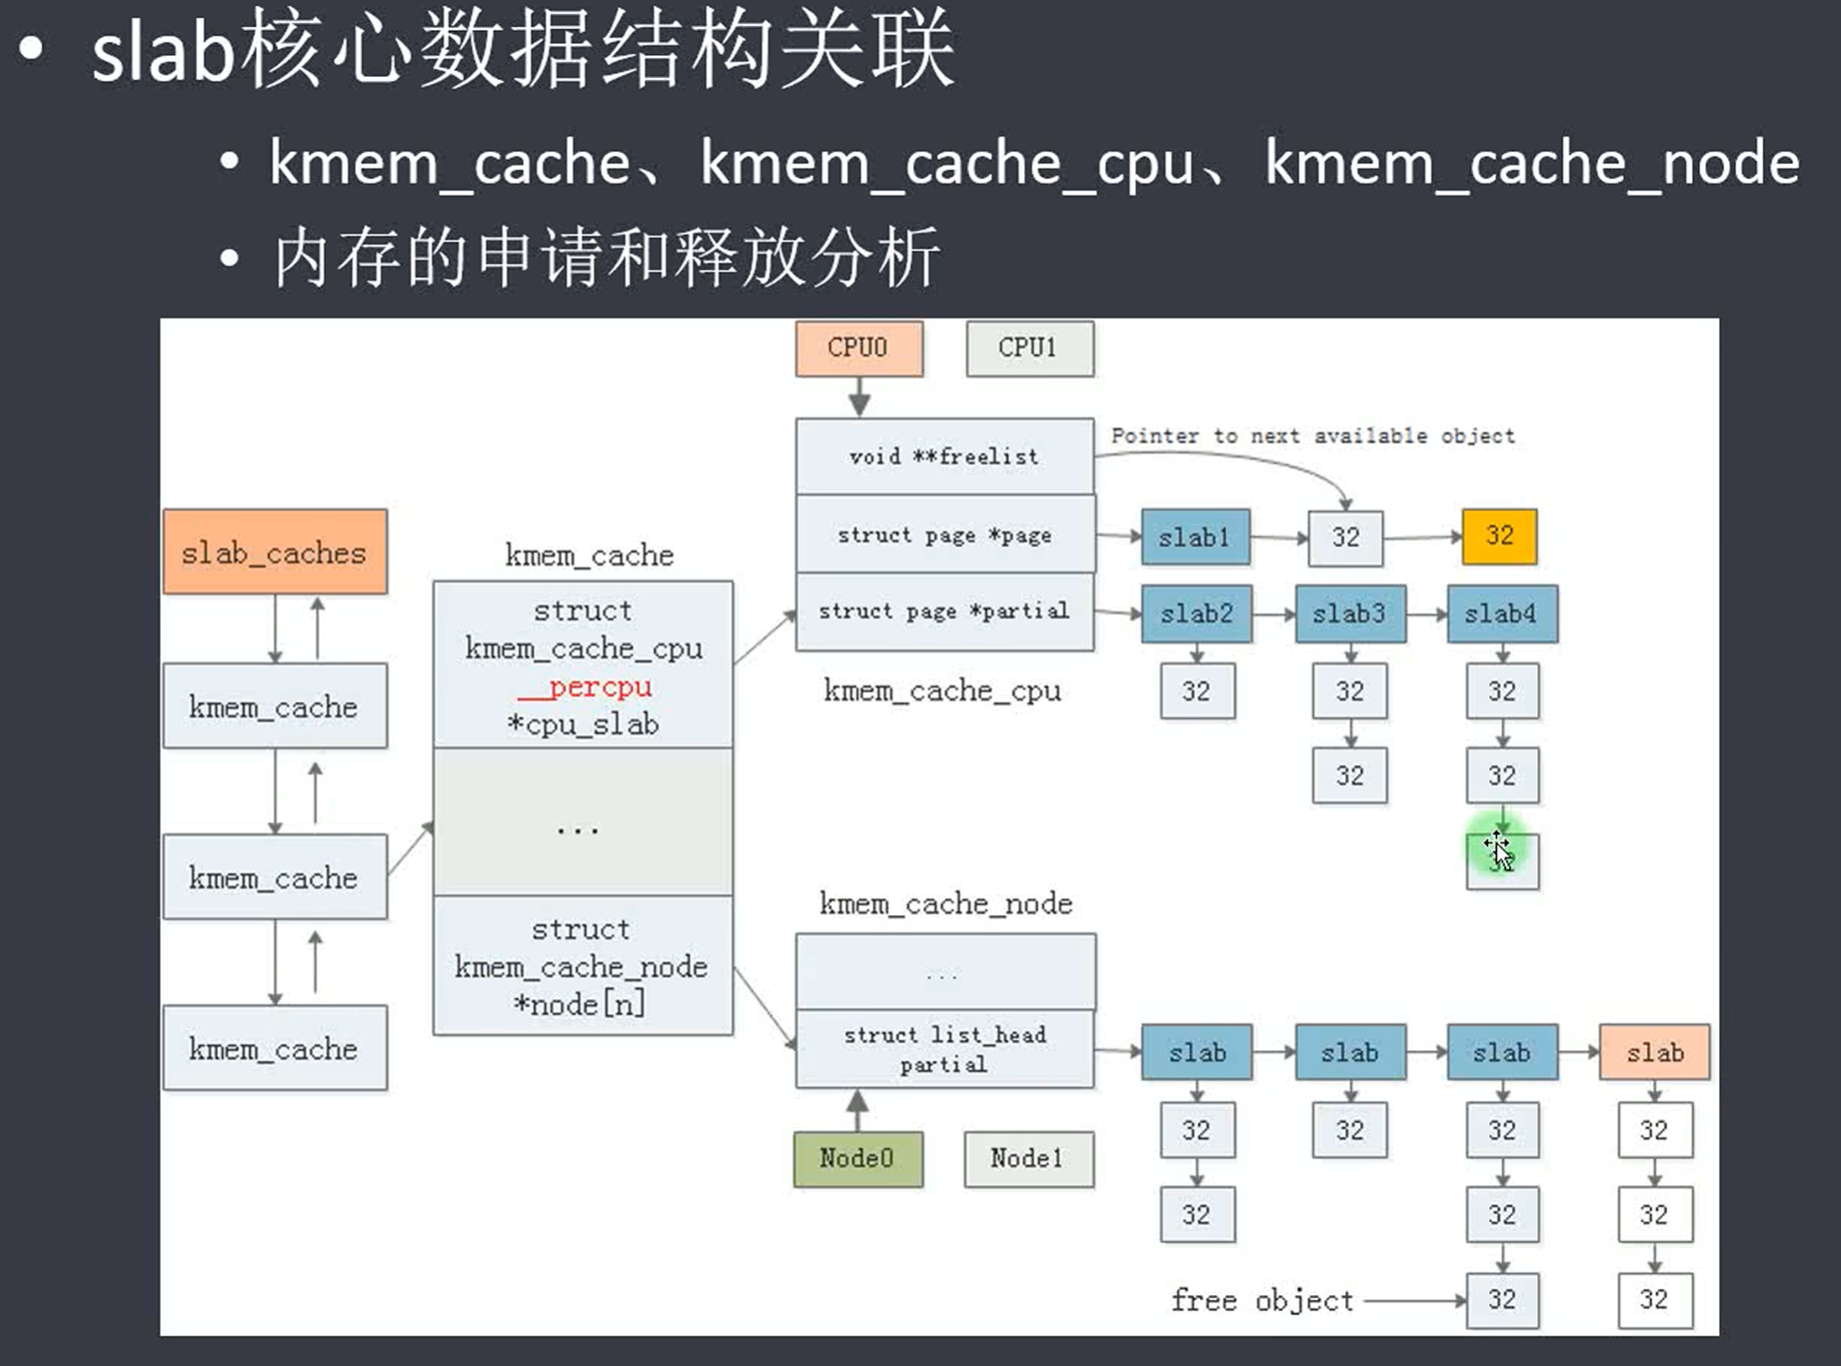 • slab核心数据结构关联
• kmem_cache、kmem_cache_cpu、kmem_cache_node
• 内存的申请和释放分析
CPU0
CPU1
void **freelist
Pointer to next available object
struct page *page
slab1
32
32
struct page *partial
slab2
slab3
slab4
32
32
32
32
32
32
kmem_cache_cpu
slab_caches
kmem_cache
kmem_cache
kmem_cache
kmem_cache
struct
kmem_cache_cpu
__percpu
*cpu_slab
...
struct
kmem_cache_node
*node[n]
kmem_cache_node
...
struct list_head
partial
Node0
Node1
slab
slab
slab
slab
32
32
32
32
32
32
32
free object
32
32